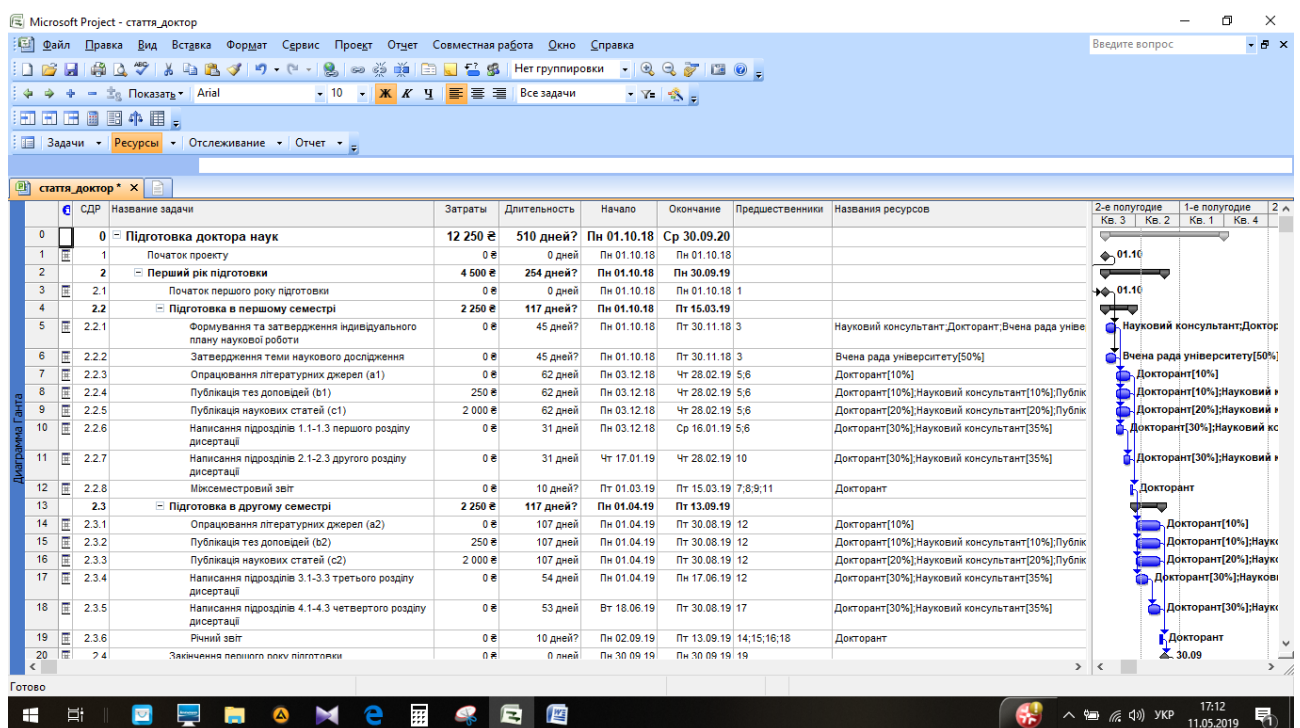 Microsoft Project - стаття_доктор
Файл Правка Вид Вставка Формат Сервис Проект Отчет Совместная работа Окно Справка Введите вопрос
Нет группировки
Показать Arial 10 Ж К Ч Все задачи
Задачи Ресурсы Отслеживание Отчет
стаття_доктор *
СДР Название задачи Затраты Длительность Начало Окончание Предшественники Названия ресурсов 2-е полугодие 1-е полугодие 2
Кв. 3 Кв. 2 Кв. 1 Кв. 4
0 0 Підготовка доктора наук 12 250 ₴ 510 дней? Пн 01.10.18 Ср 30.09.20
1 1 Початок проекту 0 ₴ 0 дней Пн 01.10.18 Пн 01.10.18 01.10
2 2 Перший рік підготовки 4 500 ₴ 254 дней? Пн 01.10.18 Пн 30.09.19
3 2.1 Початок першого року підготовки 0 ₴ 0 дней Пн 01.10.18 Пн 01.10.18 1 01.10
4 2.2 Підготовка в першому семестрі 2 250 ₴ 117 дней? Пн 01.10.18 Пт 15.03.19
5 2.2.1 Формування та затвердження індивідуального 0 ₴ 45 дней? Пн 01.10.18 Пт 30.11.18 3 Науковий консультант;Докторант;Вчена рада уніве Науковий консультант;Доктор
плану наукової роботи
6 2.2.2 Затвердження теми наукового дослідження 0 ₴ 45 дней? Пн 01.10.18 Пт 30.11.18 3 Вчена рада університету[50%] Вчена рада університету[50%]
7 2.2.3 Опрацювання літературних джерел (a1) 0 ₴ 62 дней Пн 03.12.18 Чт 28.02.19 5;6 Докторант[10%] Докторант[10%]
8 2.2.4 Публікація тез доповідей (b1) 250 ₴ 62 дней Пн 03.12.18 Чт 28.02.19 5;6 Докторант[10%];Науковий консультант[10%];Публік Докторант[10%];Науковий к
9 2.2.5 Публікація наукових статей (c1) 2 000 ₴ 62 дней Пн 03.12.18 Чт 28.02.19 5;6 Докторант[20%];Науковий консультант[20%];Публік Докторант[20%];Науковий к
10 2.2.6 Написання підрозділів 1.1-1.3 першого розділу 0 ₴ 31 дней Пн 03.12.18 Ср 16.01.19 5;6 Докторант[30%];Науковий консультант[35%] Докторант[30%];Науковий ко
дисертації
11 2.2.7 Написання підрозділів 2.1-2.3 другого розділу 0 ₴ 31 дней Чт 17.01.19 Чт 28.02.19 10 Докторант[30%];Науковий консультант[35%] Докторант[30%];Науковий к
дисертації
12 2.2.8 Міжсеместровий звіт 0 ₴ 10 дней? Пт 01.03.19 Пт 15.03.19 7;8;9;11 Докторант Докторант
13 2.3 Підготовка в другому семестрі 2 250 ₴ 117 дней? Пн 01.04.19 Пт 13.09.19
14 2.3.1 Опрацювання літературних джерел (a2) 0 ₴ 107 дней Пн 01.04.19 Пт 30.08.19 12 Докторант[10%] Докторант[10%]
15 2.3.2 Публікація тез доповідей (b2) 250 ₴ 107 дней Пн 01.04.19 Пт 30.08.19 12 Докторант[10%];Науковий консультант[10%];Публік Докторант[10%];Науко
16 2.3.3 Публікація наукових статей (c2) 2 000 ₴ 107 дней Пн 01.04.19 Пт 30.08.19 12 Докторант[20%];Науковий консультант[20%];Публік Докторант[20%];Науко
17 2.3.4 Написання підрозділів 3.1-3.3 третього розділу 0 ₴ 54 дней Пн 01.04.19 Пн 17.06.19 12 Докторант[30%];Науковий консультант[35%] Докторант[30%];Наукови
дисертації
18 2.3.5 Написання підрозділів 4.1-4.3 четвертого розділу 0 ₴ 53 дней Вт 18.06.19 Пт 30.08.19 17 Докторант[30%];Науковий консультант[35%] Докторант[30%];Науко
дисертації
19 2.3.6 Річний звіт 0 ₴ 10 дней? Пн 02.09.19 Пт 13.09.19 14;15;16;18 Докторант Докторант
20 2.4 Закінчення першого року підготовки 0 ₴ 0 дней Пн 30.09.19 Пн 30.09.19 19 30.09
Диаграмма Ганта
Готово
УКР 17:12
11.05.2019